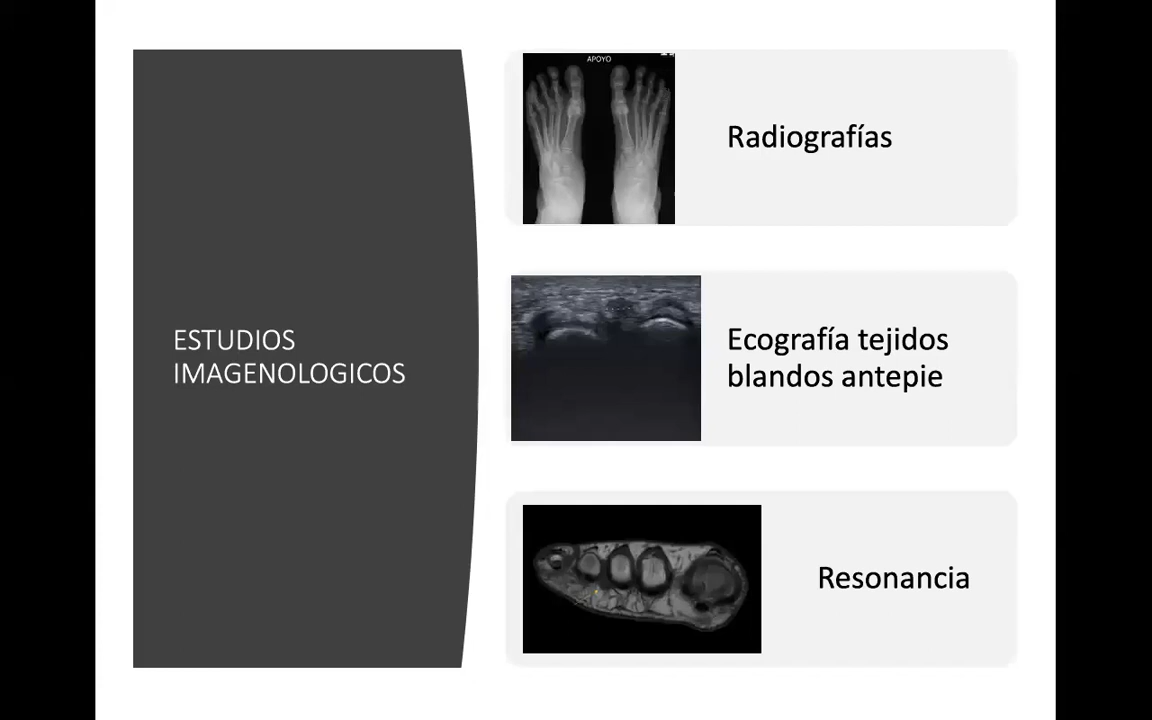 ESTUDIOS
IMAGENOLOGICOS
APOYO
Radiografías
Ecografía tejidos
blandos antepie
Resonancia